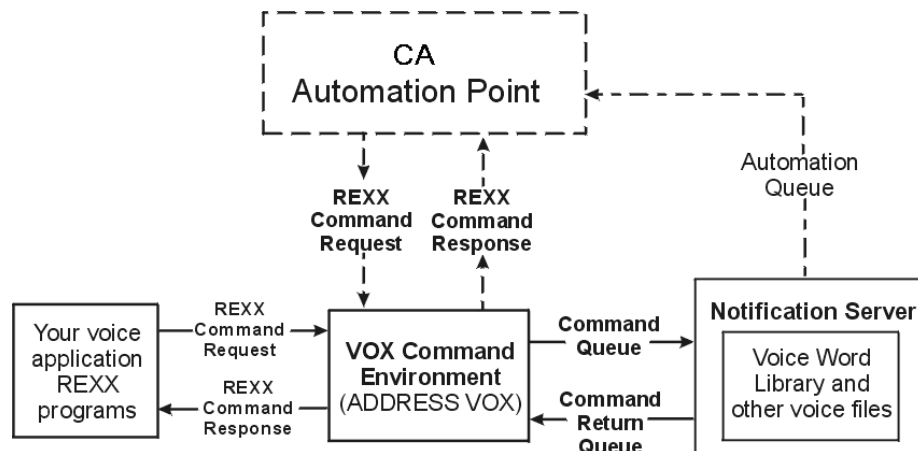 CA
Automation Point
REXX
Command
Request
REXX
Command
Response
Automation
Queue
Your voice
application
REXX
programs
REXX
Command
Request
REXX
Command
Response
VOX Command
Environment
(ADDRESS VOX)
Command
Queue
Command
Return
Queue
Notification Server
Voice Word
Library and
other voice files